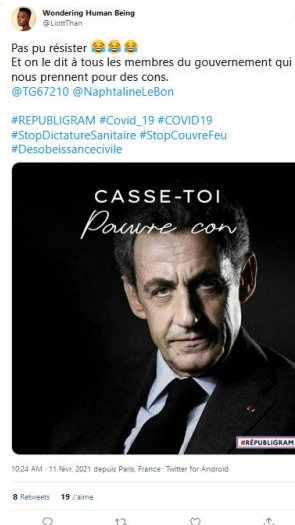 Wondering Human Being
@LiottThan
Pas pu résister 😂😂😂
Et on le dit à tous les membres du gouvernement qui
nous prennent pour des cons.
@TG67210 @NaphtalineLeBon
#REPUBLIGRAM #Covid_19 #COVID19
#StopDictatureSanitaire #StopCouvreFeu
#Desobeissancecivile
CASSE-TOI
Pauvre con
#RÉPUBLIGRAM
10:24 AM · 11 févr. 2021 depuis Paris, France · Twitter for Android
8 Retweets 19 J'aime